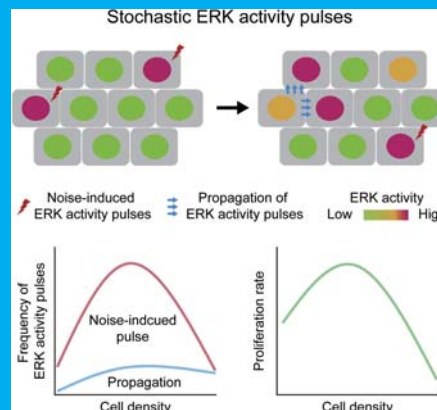 Stochastic ERK activity pulses
Noise-induced
ERK activity pulses
Propagation of
ERK activity pulses
ERK activity
Low
Hig
Frequency of
ERK activity pulses
Noise-indcued
pulse
Propagation
Cell density
Proliferation rate
Cell density